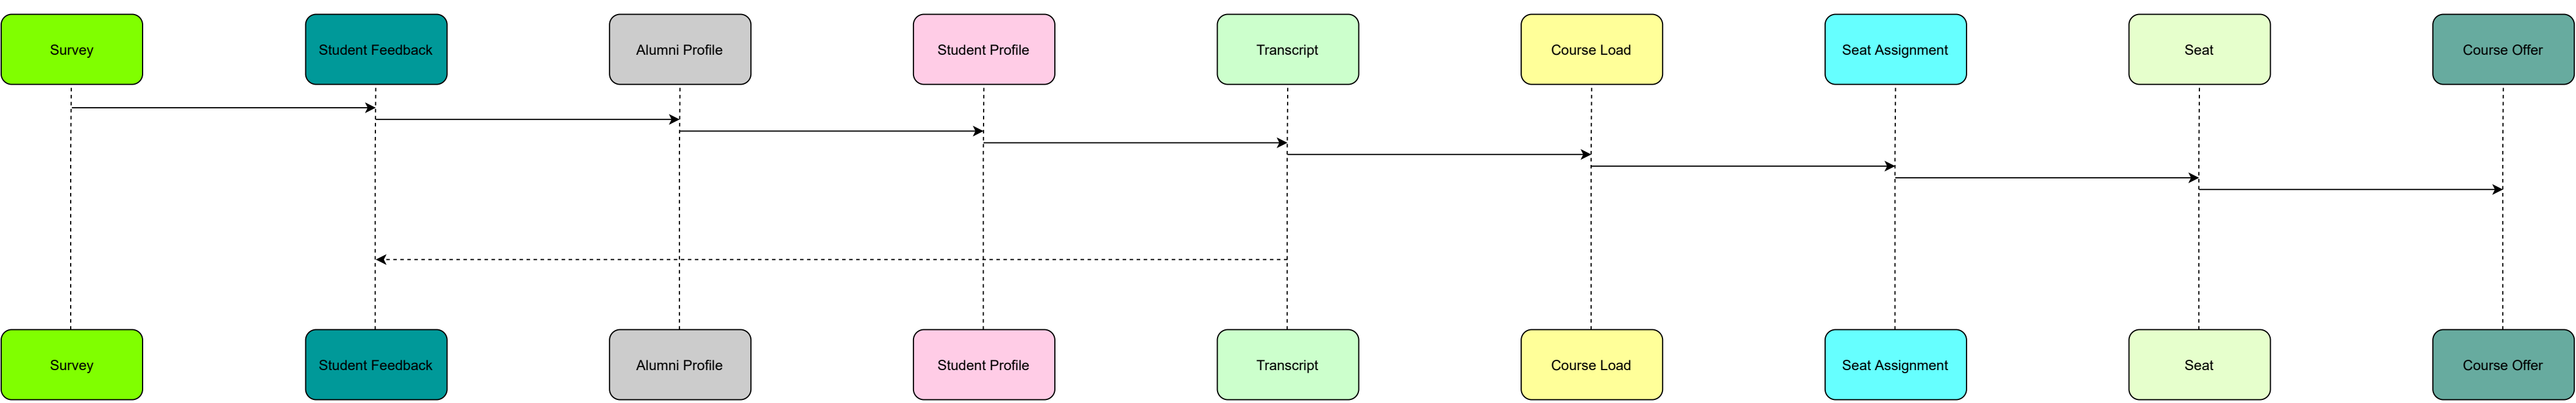 Survey
Student Feedback
Alumni Profile
Student Profile
Transcript
Course Load
Seat Assignment
Seat
Course Offer
Survey
Student Feedback
Alumni Profile
Student Profile
Transcript
Course Load
Seat Assignment
Seat
Course Offer